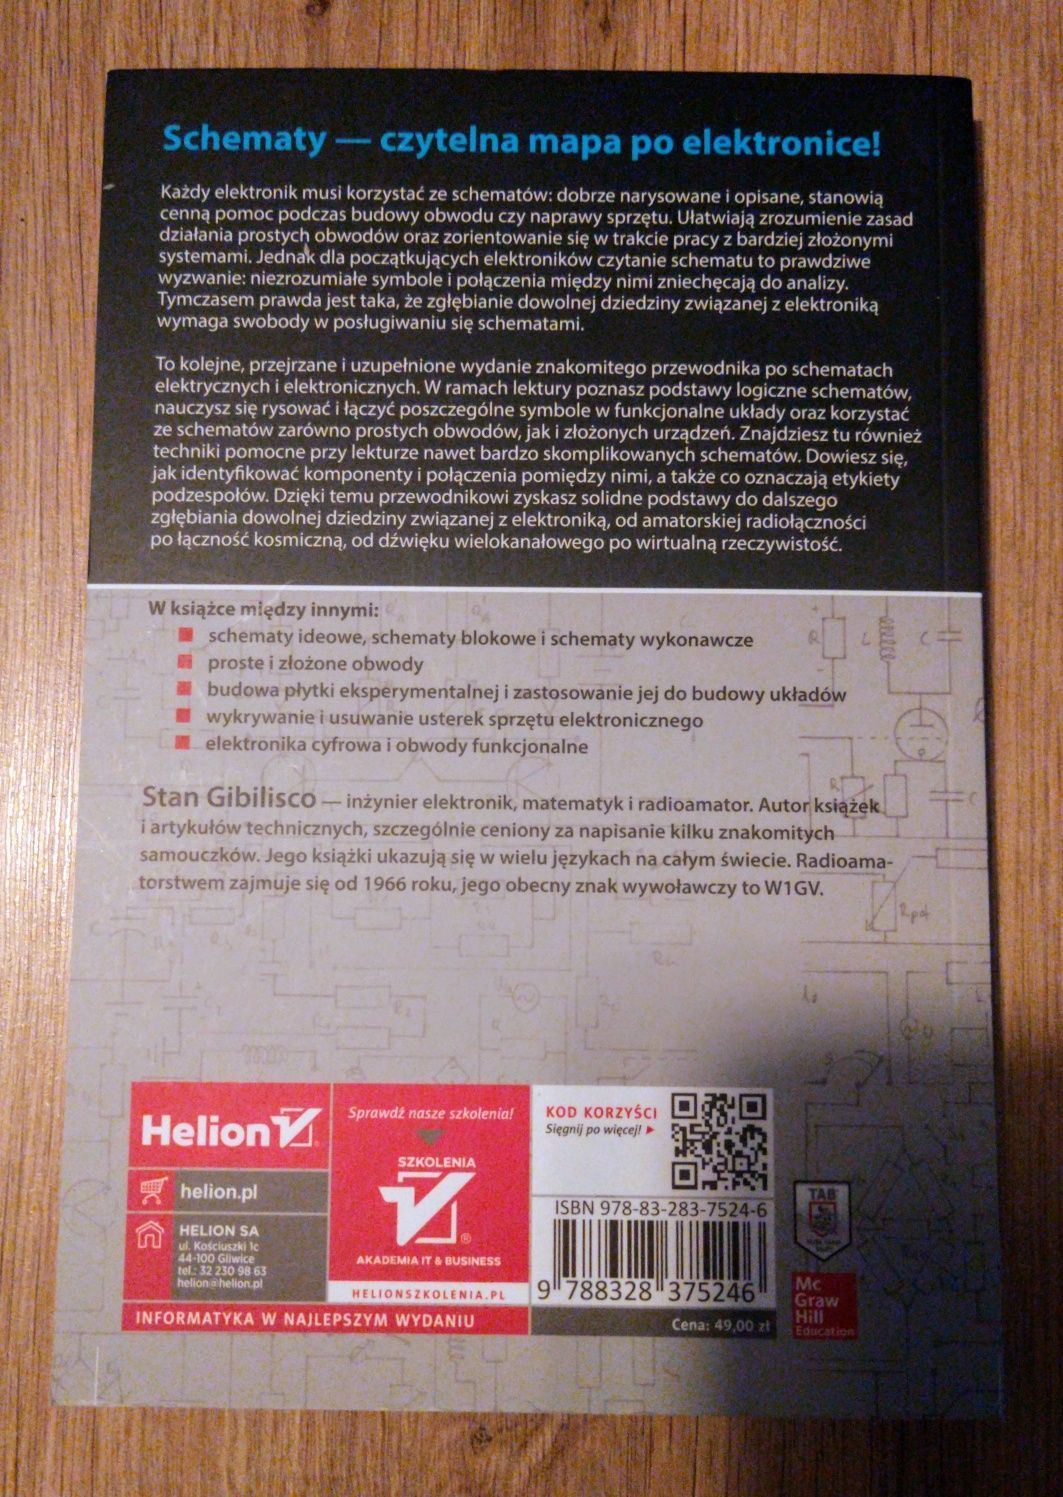 Schematy — czytelna mapa po elektronice!
Każdy elektronik musi korzystać ze schematów: dobrze narysowane i opisane, stanowią
cenną pomoc podczas budowy obwodu czy naprawy sprzętu. Ułatwiają zrozumienie zasad
działania prostych obwodów oraz zorientowanie się w trakcie pracy z bardziej złożonymi
systemami. Jednak dla początkujących elektroników czytanie schematu to prawdziwe
wyzwanie: niezrozumiałe symbole i połączenia między nimi zniechęcają do analizy.
Tymczasem prawda jest taka, że zgłębianie dowolnej dziedziny związanej z elektroniką
wymaga swobody w posługiwaniu się schematami.
To kolejne, przejrzane i uzupełnione wydanie znakomitego przewodnika po schematach
elektrycznych i elektronicznych. W ramach lektury poznasz podstawy logiczne schematów,
nauczysz się rysować i łączyć poszczególne symbole w funkcjonalne układy oraz korzystać
ze schematów zarówno prostych obwodów, jak i złożonych urządzeń. Znajdziesz tu również
techniki pomocne przy lekturze nawet bardzo skomplikowanych schematów. Dowiesz się,
jak identyfikować komponenty i połączenia pomiędzy nimi, a także co oznaczają etykiety
podzespołów. Dzięki temu przewodnikowi zyskasz solidne podstawy do dalszego
zgłębiania dowolnej dziedziny związanej z elektroniką, od amatorskiej radiołączności
po łączność kosmiczną, od dźwięku wielokanałowego po wirtualną rzeczywistość.
W książce między innymi:
schematy ideowe, schematy blokowe i schematy wykonawcze
proste i złożone obwody
budowa płytki eksperymentalnej i zastosowanie jej do budowy układów
wykrywanie i usuwanie usterek sprzętu elektronicznego
elektronika cyfrowa i obwody funkcjonalne
Stan Gibilisco — inżynier elektronik, matematyk i radioamator. Autor książek
i artykułów technicznych, szczególnie ceniony za napisanie kilku znakomitych
samouczków. Jego książki ukazują się w wielu językach na całym świecie. Radioama-
torstwem zajmuje się od 1966 roku, jego obecny znak wywoławczy to W1GV.
Helion
helion.pl
HELION SA
ul. Kościuszki 1c
44-100 Gliwice
tel.: 32 230 98 63
helion@helion.pl
INFORMATYKA W NAJLEPSZYM WYDANIU
Sprawdź nasze szkolenia!
SZKOLENIA
AKADEMIA IT & BUSINESS
HELIONSZKOLENIA.PL
KOD KORZYŚCI
Sięgnij po więcej!
ISBN 978-83-283-7524-6
9 788328 375246
Cena: 49,00 zł
TAB
Mc
Graw
Hill
Education